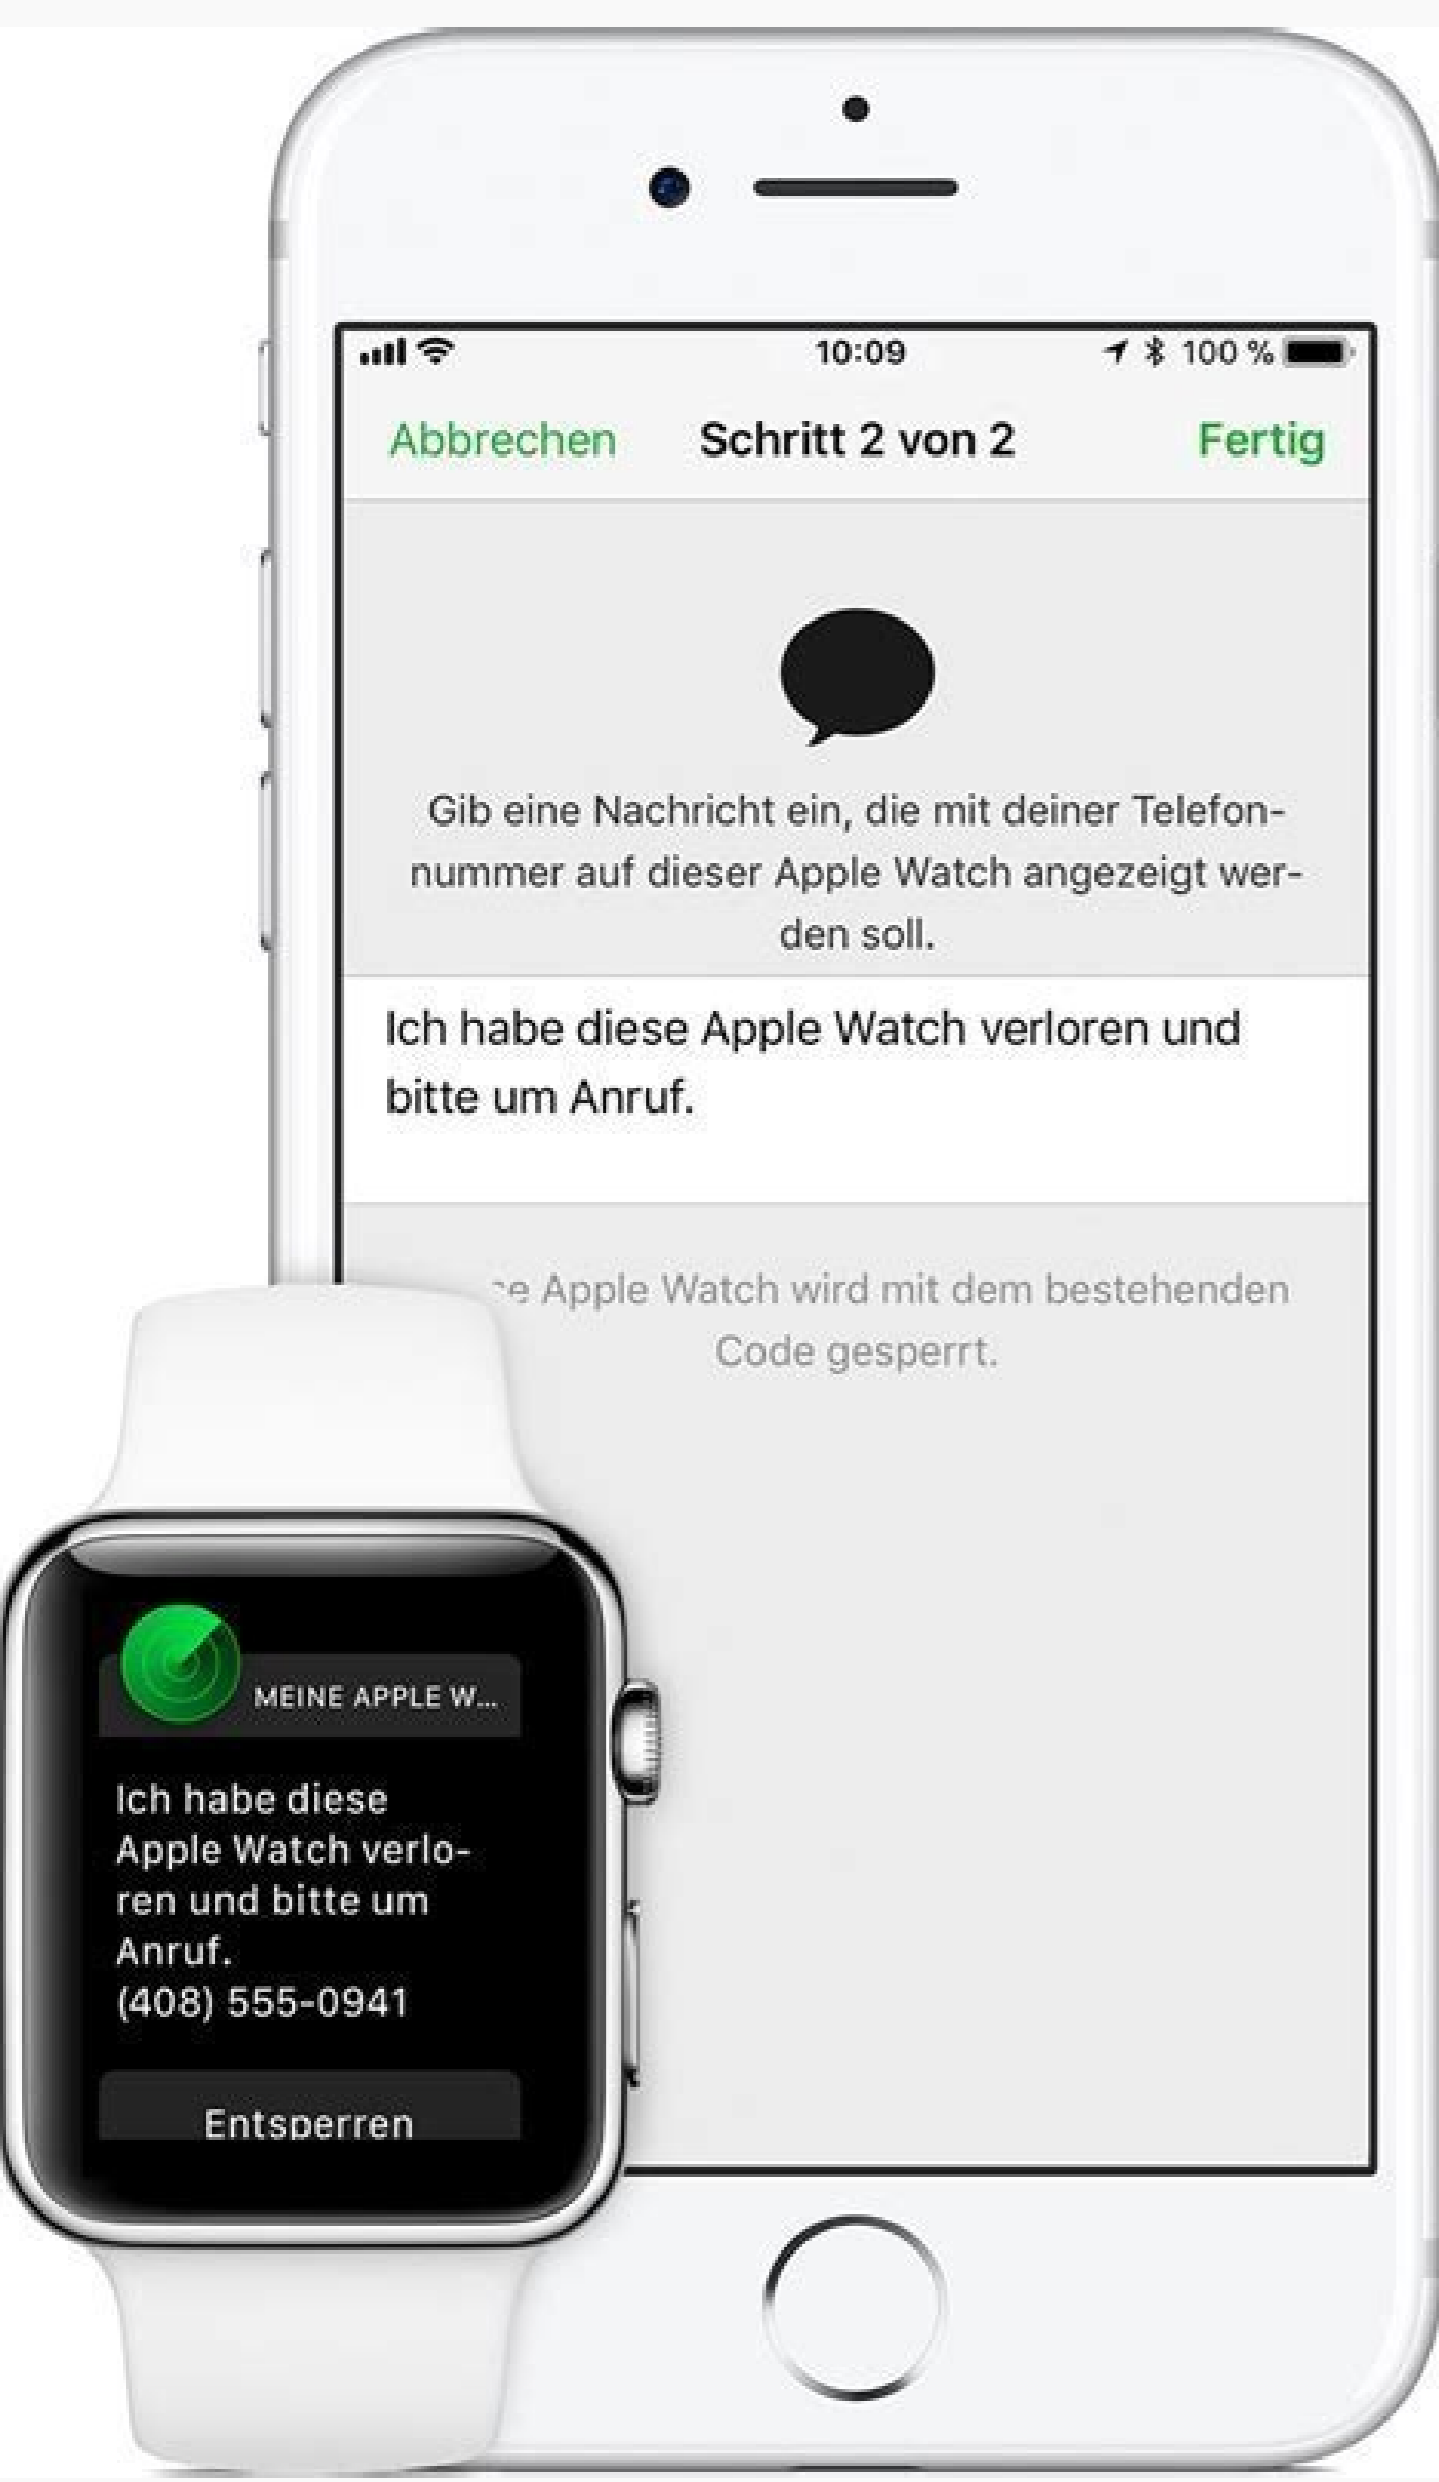 10:09 100 %
Abbrechen Schritt 2 von 2 Fertig
Gib eine Nachricht ein, die mit deiner Telefon-
nummer auf dieser Apple Watch angezeigt wer-
den soll.
Ich habe diese Apple Watch verloren und
bitte um Anruf.
Apple Watch wird mit dem bestehenden
Code gesperrt.
MEINE APPLE W...
Ich habe diese
Apple Watch verlo-
ren und bitte um
Anruf.
(408) 555-0941
Entsperren